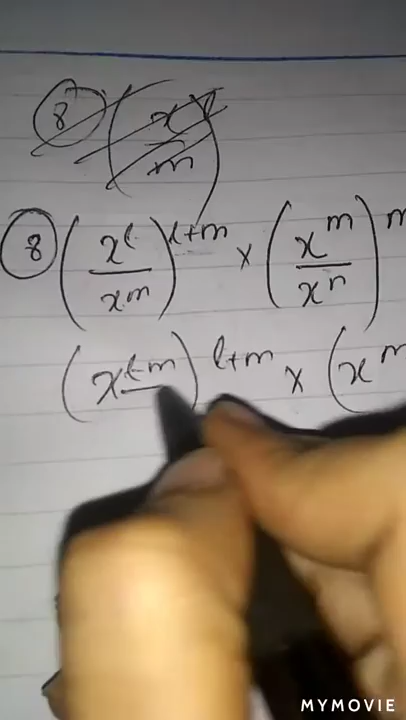 8 (x^l / m)
8 (x^l / x^m)^l+m × (x^m / x^n)^m
(x^l-m)^l+m × (x^m
MYMOVIE